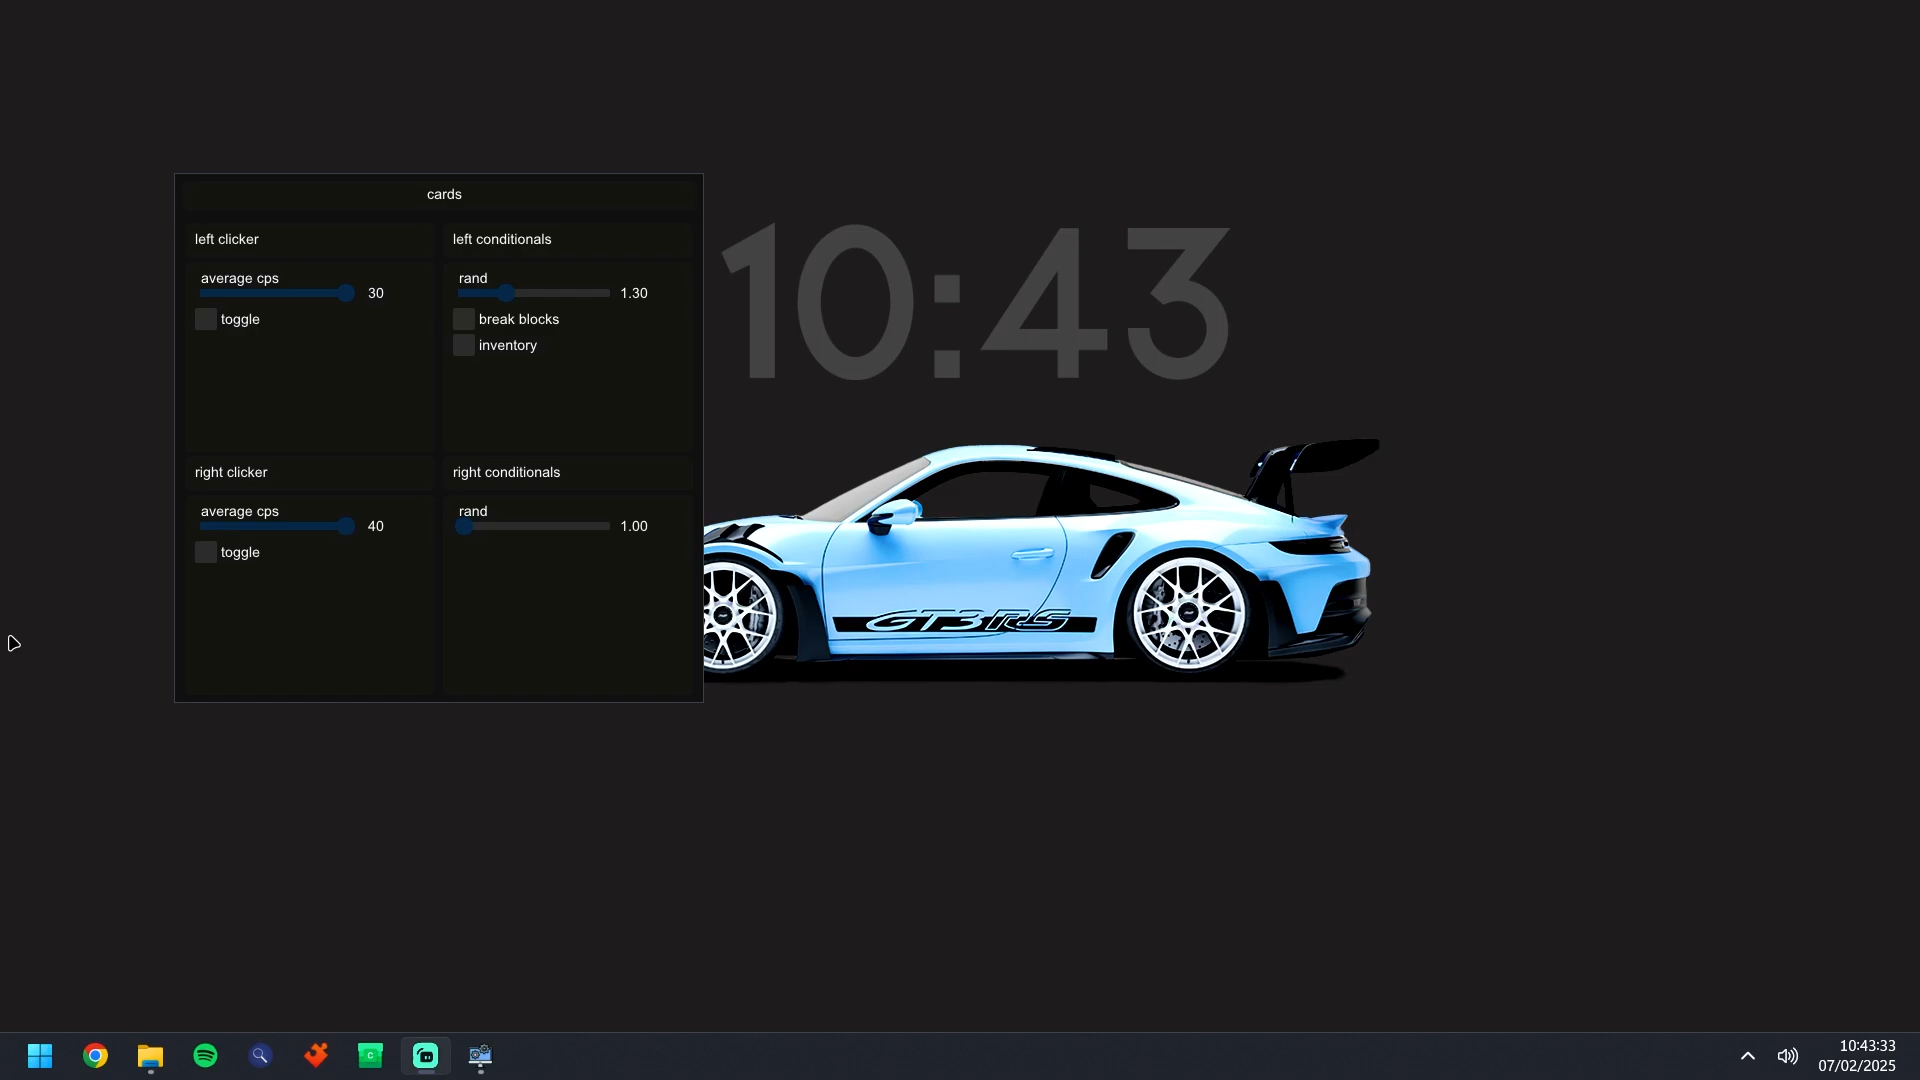 cards
left clicker
left conditionals
average cps
30
toggle
rand
1.30
break blocks
inventory
right clicker
right conditionals
average cps
40
toggle
rand
1.00
10:43
GT3RS
10:43:33
07/02/2025